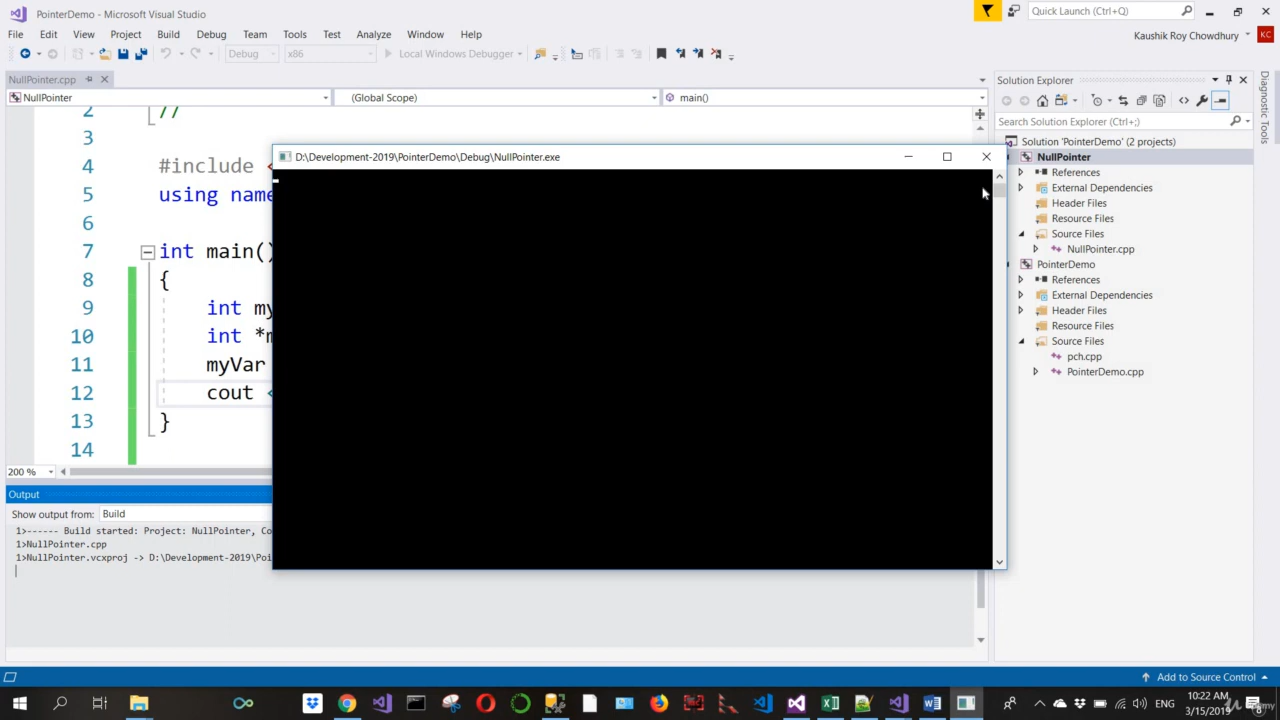 PointerDemo - Microsoft Visual Studio
Quick Launch (Ctrl+Q)
File Edit View Project Build Debug Team Tools Test Analyze Window Help
Kaushik Roy Chowdhury
KC
Debug x86 Local Windows Debugger
NullPointer.cpp
NullPointer
(Global Scope)
main()
2 //
3
4 #include <
5 using name
6
7 int main()
8 {
9 int my
10 int *m
11 myVar
12 cout <
13 }
14
200 %
D:\Development-2019\PointerDemo\Debug\NullPointer.exe
Output
Show output from: Build
1>------ Build started: Project: NullPointer, Co
1>NullPointer.cpp
1>NullPointer.vcxproj -> D:\Development-2019\Poi
Solution Explorer
Search Solution Explorer (Ctrl+;)
Solution 'PointerDemo' (2 projects)
NullPointer
References
External Dependencies
Header Files
Resource Files
Source Files
NullPointer.cpp
PointerDemo
References
External Dependencies
Header Files
Resource Files
Source Files
pch.cpp
PointerDemo.cpp
Diagnostic Tools
Add to Source Control
ENG
10:22 AM
3/15/2019